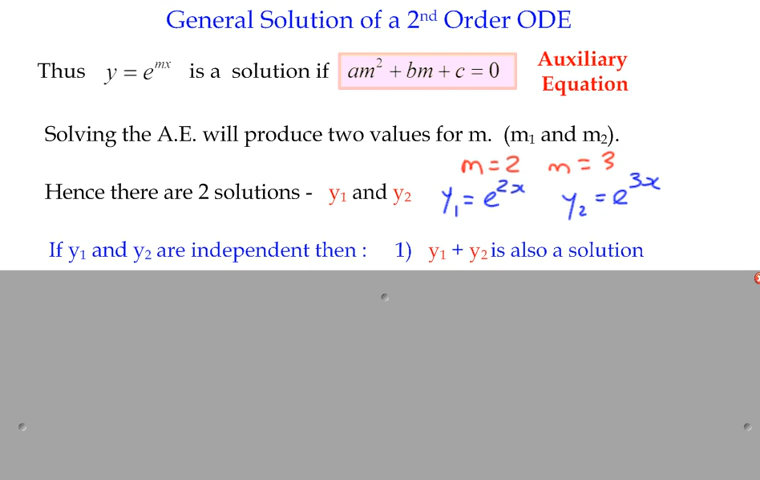 General Solution of a 2nd Order ODE
Thus y = e^{mx} is a solution if am² + bm + c = 0 Auxiliary Equation
Solving the A.E. will produce two values for m. (m₁ and m₂).
m = 2 m = 3
Hence there are 2 solutions - y₁ and y₂ y₁ = e^{2x} y₂ = e^{3x}
If y₁ and y₂ are independent then : 1) y₁ + y₂ is also a solution